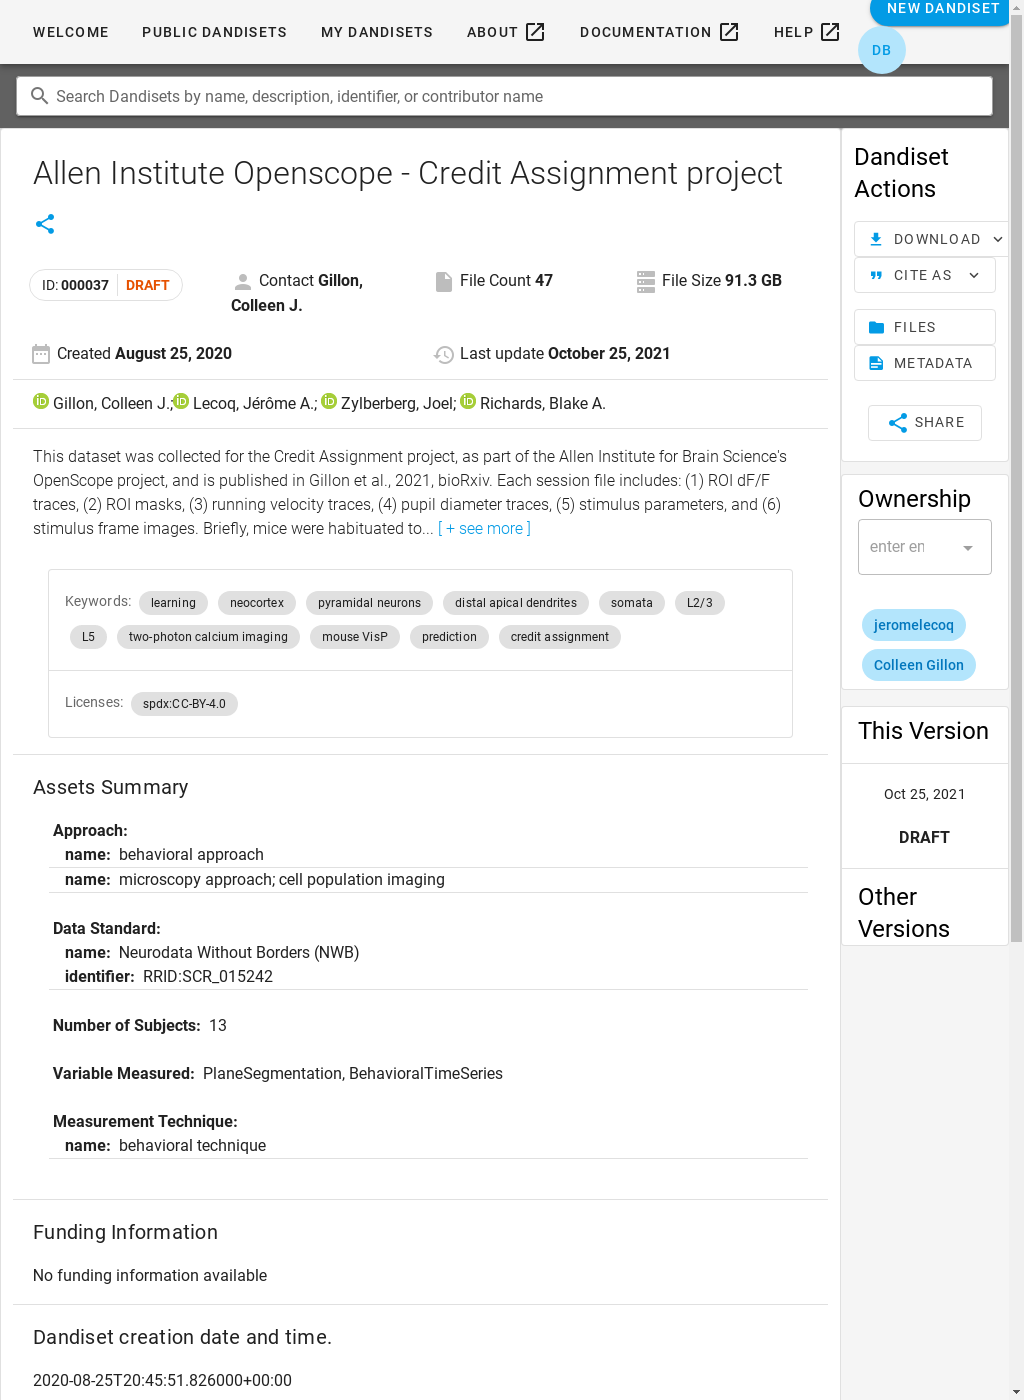 WELCOME PUBLIC DANDISETS MY DANDISETS ABOUT DOCUMENTATION HELP NEW DANDISET
DB
Search Dandisets by name, description, identifier, or contributor name
Allen Institute Openscope - Credit Assignment project
ID: 000037 DRAFT
Contact Gillon, Colleen J.
File Count 47
File Size 91.3 GB
Created August 25, 2020
Last update October 25, 2021
Gillon, Colleen J.; Lecoq, Jérôme A.; Zylberberg, Joel; Richards, Blake A.
This dataset was collected for the Credit Assignment project, as part of the Allen Institute for Brain Science's
OpenScope project, and is published in Gillon et al., 2021, bioRxiv. Each session file includes: (1) ROI dF/F
traces, (2) ROI masks, (3) running velocity traces, (4) pupil diameter traces, (5) stimulus parameters, and (6)
stimulus frame images. Briefly, mice were habituated to... [ + see more ]
Keywords: learning neocortex pyramidal neurons distal apical dendrites somata L2/3
L5 two-photon calcium imaging mouse VisP prediction credit assignment
Licenses: spdx:CC-BY-4.0
Assets Summary
Approach:
name: behavioral approach
name: microscopy approach; cell population imaging
Data Standard:
name: Neurodata Without Borders (NWB)
identifier: RRID:SCR_015242
Number of Subjects: 13
Variable Measured: PlaneSegmentation, BehavioralTimeSeries
Measurement Technique:
name: behavioral technique
Funding Information
No funding information available
Dandiset creation date and time.
2020-08-25T20:45:51.826000+00:00
Dandiset
Actions
DOWNLOAD
CITE AS
FILES
METADATA
SHARE
Ownership
enter en
jeromelecoq
Colleen Gillon
This Version
Oct 25, 2021
DRAFT
Other
Versions